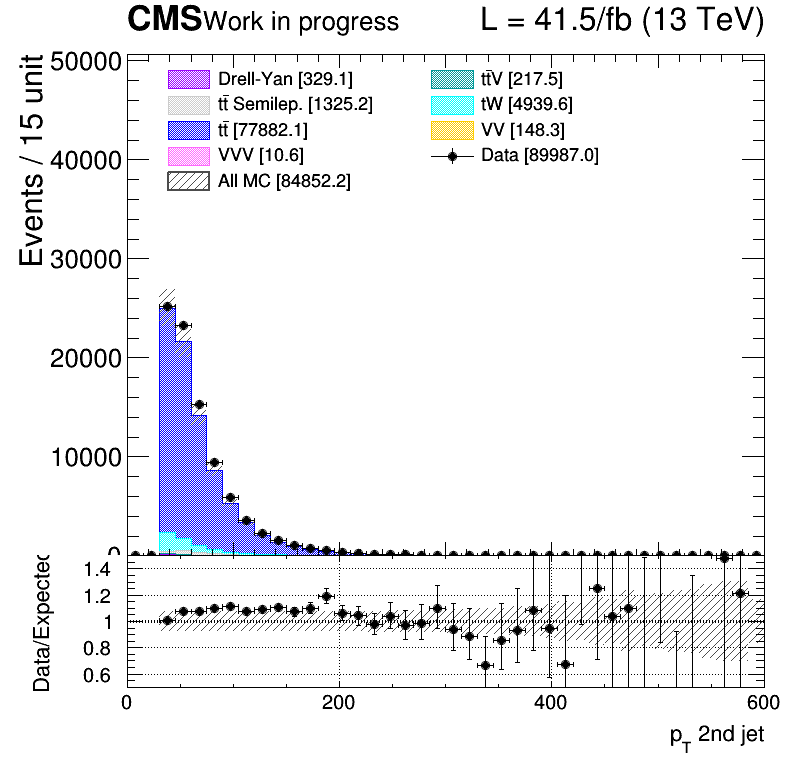 CMS Work in progress L = 41.5/fb (13 TeV)
Events / 15 unit
50000
40000
30000
20000
10000
0
Drell-Yan [329.1]
tt̄ Semilep. [1325.2]
tt̄ [77882.1]
VVV [10.6]
All MC [84852.2]
tt̄V [217.5]
tW [4939.6]
VV [148.3]
Data [89987.0]
Data/Expected
1.4
1.2
1
0.8
0.6
0 200 400 600
p_T 2nd jet